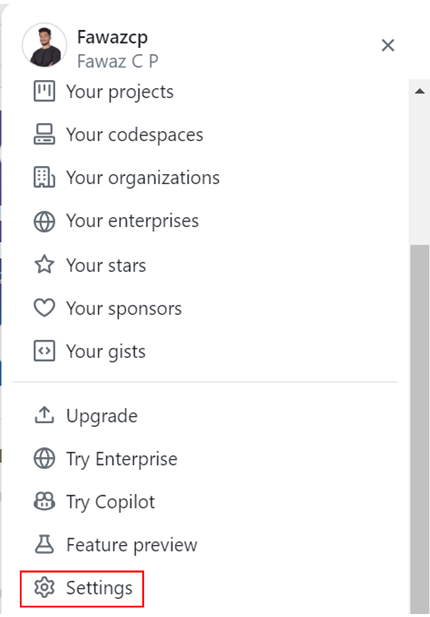 Fawazcp
Fawaz C P
Your projects
Your codespaces
Your organizations
Your enterprises
Your stars
Your sponsors
Your gists
Upgrade
Try Enterprise
Try Copilot
Feature preview
Settings